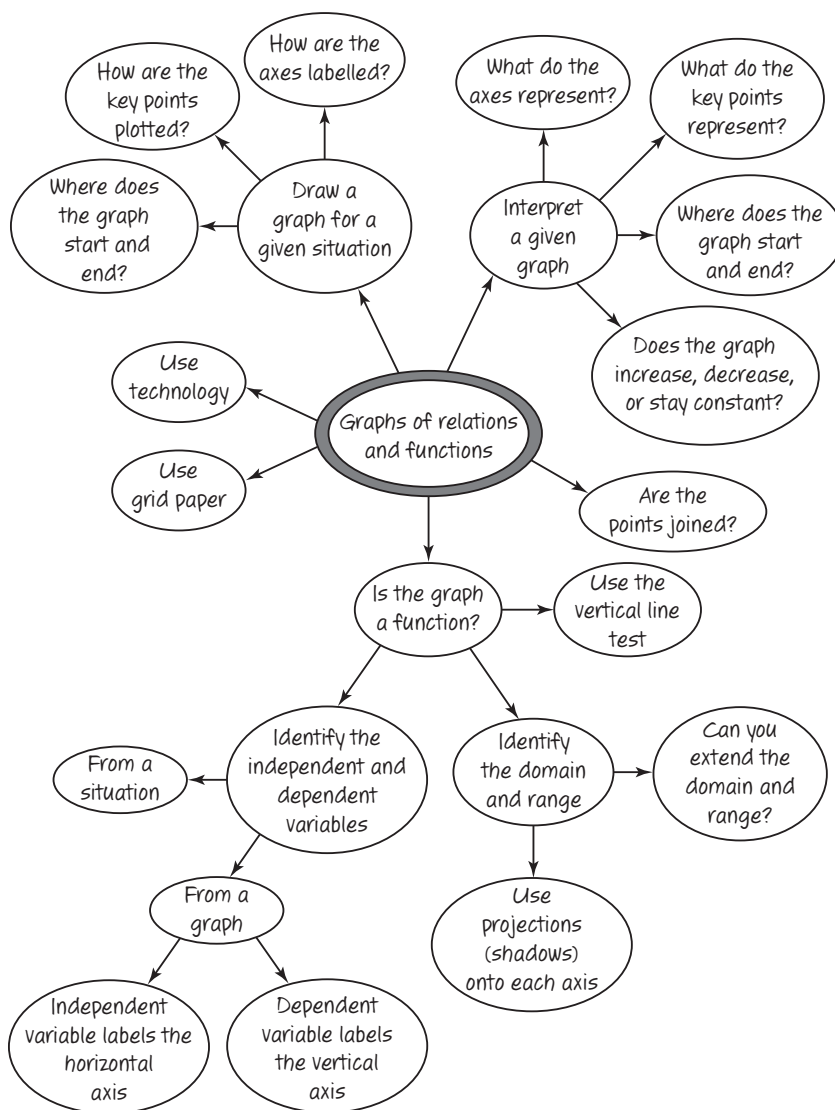 How are the
axes labelled?
How are the
key points
plotted?
Where does
the graph
start and
end?
Draw a
graph for a
given situation
What do the
axes represent?
What do the
key points
represent?
Interpret
a given
graph
Where does the
graph start
and end?
Does the graph
increase, decrease,
or stay constant?
Use
technology
Graphs of relations
and functions
Use
grid paper
Are the
points joined?
Is the graph
a function?
Use the
vertical line
test
Identify the
independent and
dependent
variables
From a
situation
Identify
the domain
and range
Can you
extend the
domain and
range?
From a
graph
Use
projections
(shadows)
onto each axis
Independent
variable labels the
horizontal
axis
Dependent
variable labels
the vertical
axis